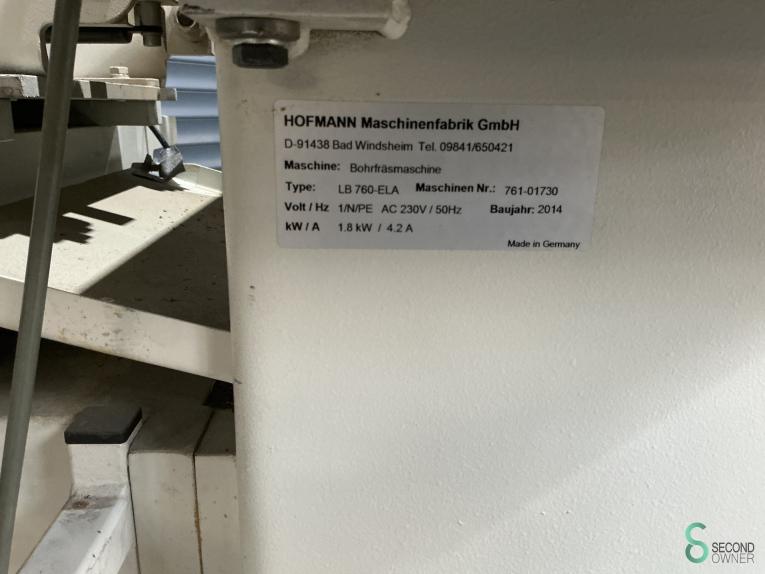 HOFMANN Maschinenfabrik GmbH
D-91438 Bad Windsheim Tel. 09841/650421
Maschine: Bohrfräsmaschine
Type: LB 760-ELA Maschinen Nr.: 761-01730
Volt / Hz 1/N/PE AC 230V / 50Hz Baujahr: 2014
kW / A 1.8 kW / 4.2 A
Made in Germany
SECOND
OWNER